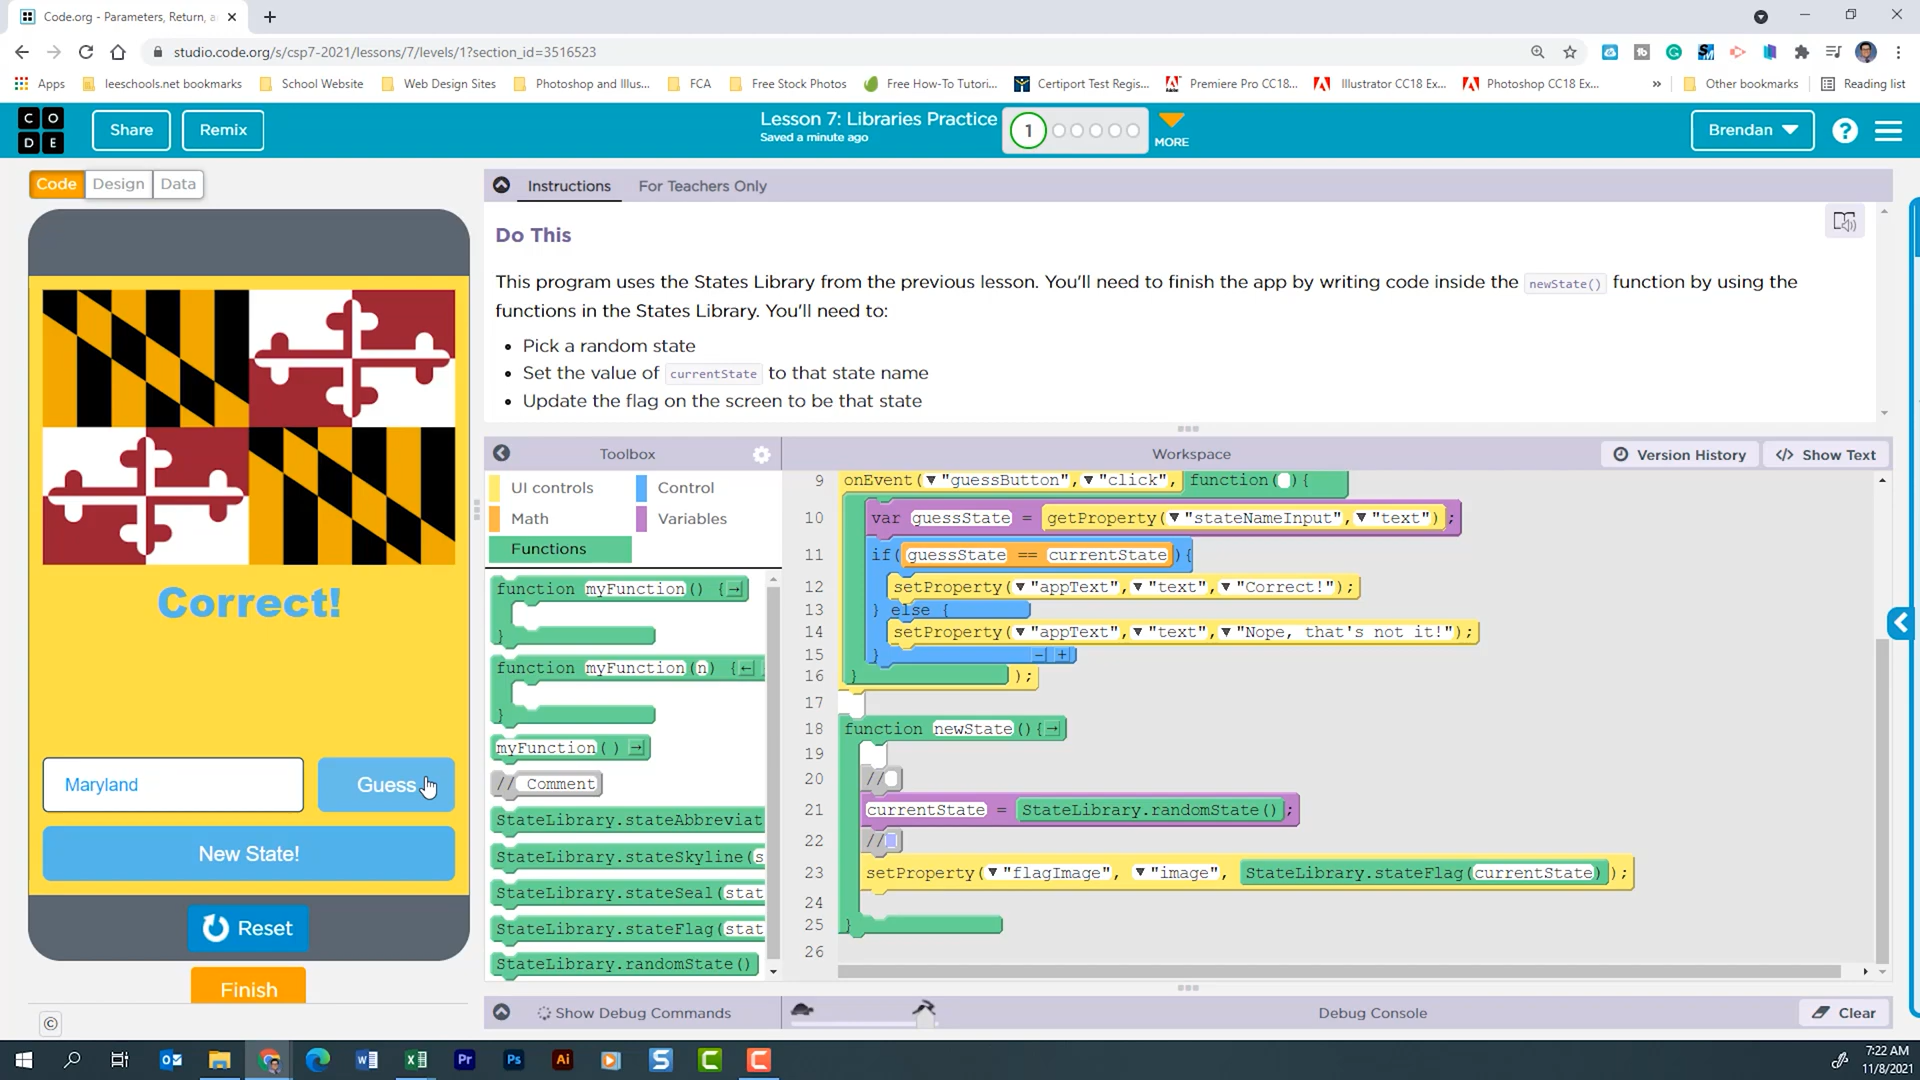 Code.org - Parameters, Return, a
studio.code.org/s/csp7-2021/lessons/7/levels/1?section_id=3516523
Apps leeschools.net bookmarks School Website Web Design Sites Photoshop and Illus... FCA Free Stock Photos Free How-To Tutori... Certiport Test Regis... Premiere Pro CC18... Illustrator CC18 Ex... Photoshop CC18 Ex... » Other bookmarks Reading list
C O D E
Share Remix
Lesson 7: Libraries Practice
Saved a minute ago
1
MORE
Brendan
?
Code Design Data
Instructions For Teachers Only
Do This
This program uses the States Library from the previous lesson. You'll need to finish the app by writing code inside the newState() function by using the
functions in the States Library. You'll need to:
• Pick a random state
• Set the value of currentState to that state name
• Update the flag on the screen to be that state
Correct!
Maryland Guess
New State!
Reset
Finish
©
Toolbox
UI controls Control
Math Variables
Functions
function myFunction() {
}
function myFunction(n) {
}
myFunction()
// Comment
StateLibrary.stateAbbreviat
StateLibrary.stateSkyline(s
StateLibrary.stateSeal(stat
StateLibrary.stateFlag(stat
StateLibrary.randomState()
Workspace Version History </> Show Text
9 onEvent("guessButton","click", function(){
10 var guessState = getProperty("stateNameInput","text");
11 if(guessState == currentState){
12 setProperty("appText","text","Correct!");
13 } else {
14 setProperty("appText","text","Nope, that's not it!");
15 } - +
16 });
17
18 function newState(){
19
20 //
21 currentState = StateLibrary.randomState();
22 //
23 setProperty("flagImage", "image", StateLibrary.stateFlag(currentState));
24
25 }
26
Show Debug Commands Debug Console Clear
7:22 AM
11/8/2021